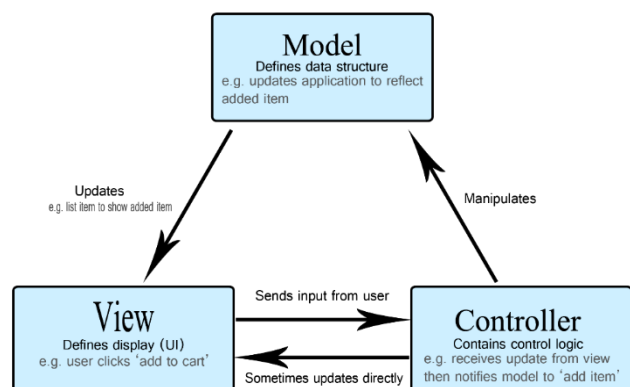 Model
Defines data structure
e.g. updates application to reflect
added item
Updates
e.g. list item to show added item
Manipulates
View
Defines display (UI)
e.g. user clicks ‘add to cart’
Sends input from user
Sometimes updates directly
Controller
Contains control logic
e.g. receives update from view
then notifies model to ‘add item’